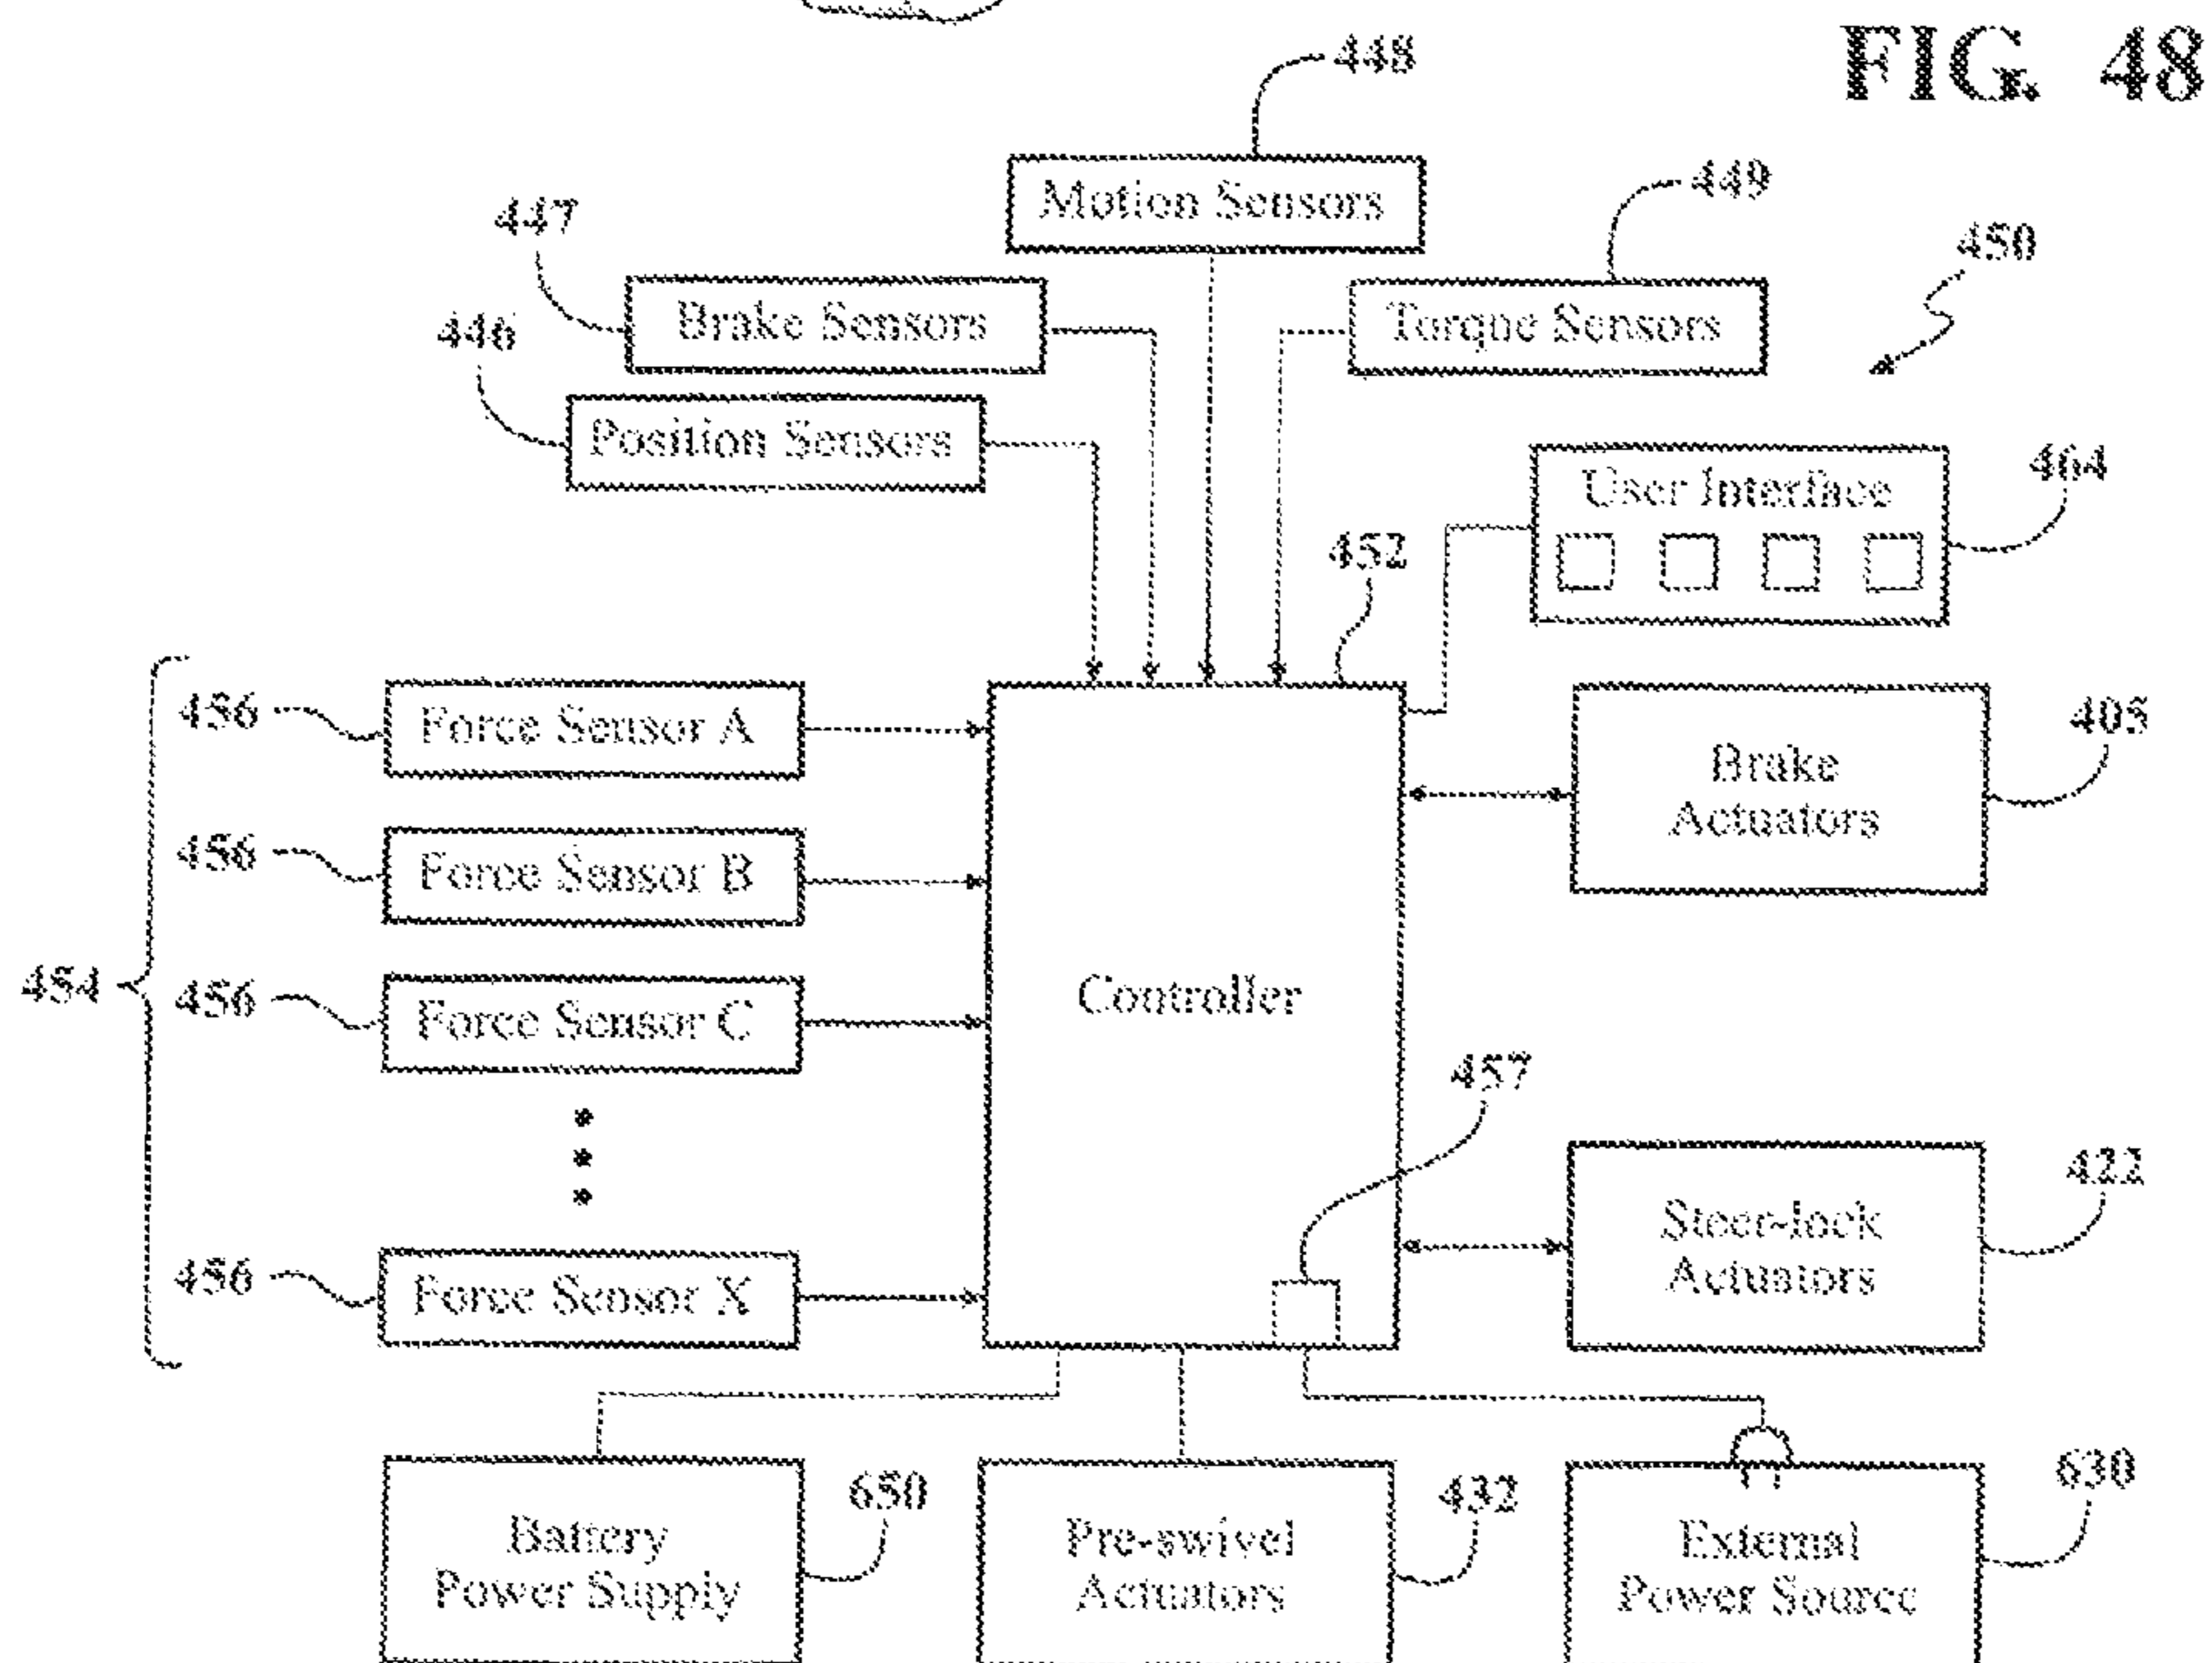 FIG. 48
448
Motion Sensors
449
447
Brake Sensors
Torque Sensors
450
446
Position Sensors
User Interface
464
452
456
Force Sensor A
Brake
Actuators
405
456
Force Sensor B
454
456
Force Sensor C
Controller
457
Steer-lock
Actuators
422
456
Force Sensor X
Battery
Power Supply
650
Pre-swivel
Actuators
432
External
Power Source
630